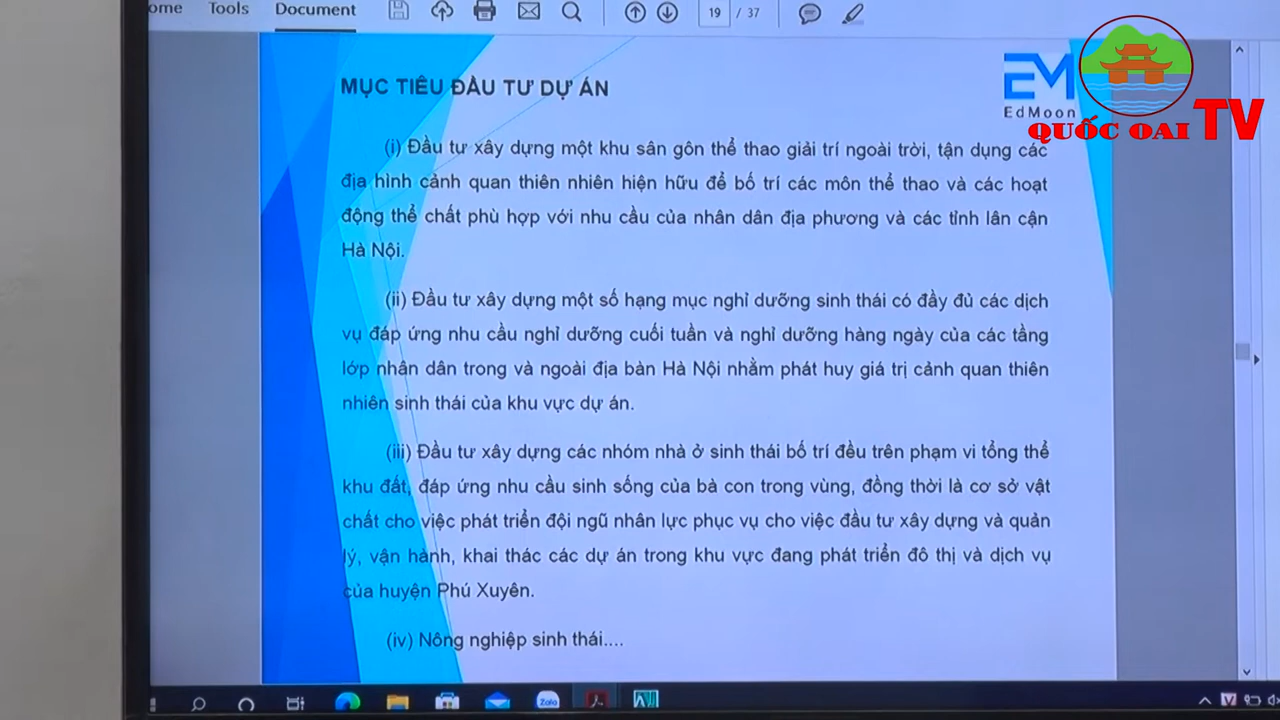 ome Tools Document 19 / 37
EM
EdMoon
QUỐC OAI TV
MỤC TIÊU ĐẦU TƯ DỰ ÁN
(i) Đầu tư xây dựng một khu sân gôn thể thao giải trí ngoài trời, tận dụng các
địa hình cảnh quan thiên nhiên hiện hữu để bố trí các môn thể thao và các hoạt
động thể chất phù hợp với nhu cầu của nhân dân địa phương và các tỉnh lân cận
Hà Nội.
(ii) Đầu tư xây dựng một số hạng mục nghỉ dưỡng sinh thái có đầy đủ các dịch
vụ đáp ứng nhu cầu nghỉ dưỡng cuối tuần và nghỉ dưỡng hàng ngày của các tầng
lớp nhân dân trong và ngoài địa bàn Hà Nội nhằm phát huy giá trị cảnh quan thiên
nhiên sinh thái của khu vực dự án.
(iii) Đầu tư xây dựng các nhóm nhà ở sinh thái bố trí đều trên phạm vi tổng thể
khu đất, đáp ứng nhu cầu sinh sống của bà con trong vùng, đồng thời là cơ sở vật
chất cho việc phát triển đội ngũ nhân lực phục vụ cho việc đầu tư xây dựng và quản
lý, vận hành, khai thác các dự án trong khu vực đang phát triển đô thị và dịch vụ
của huyện Phú Xuyên.
(iv) Nông nghiệp sinh thái....
Zalo V